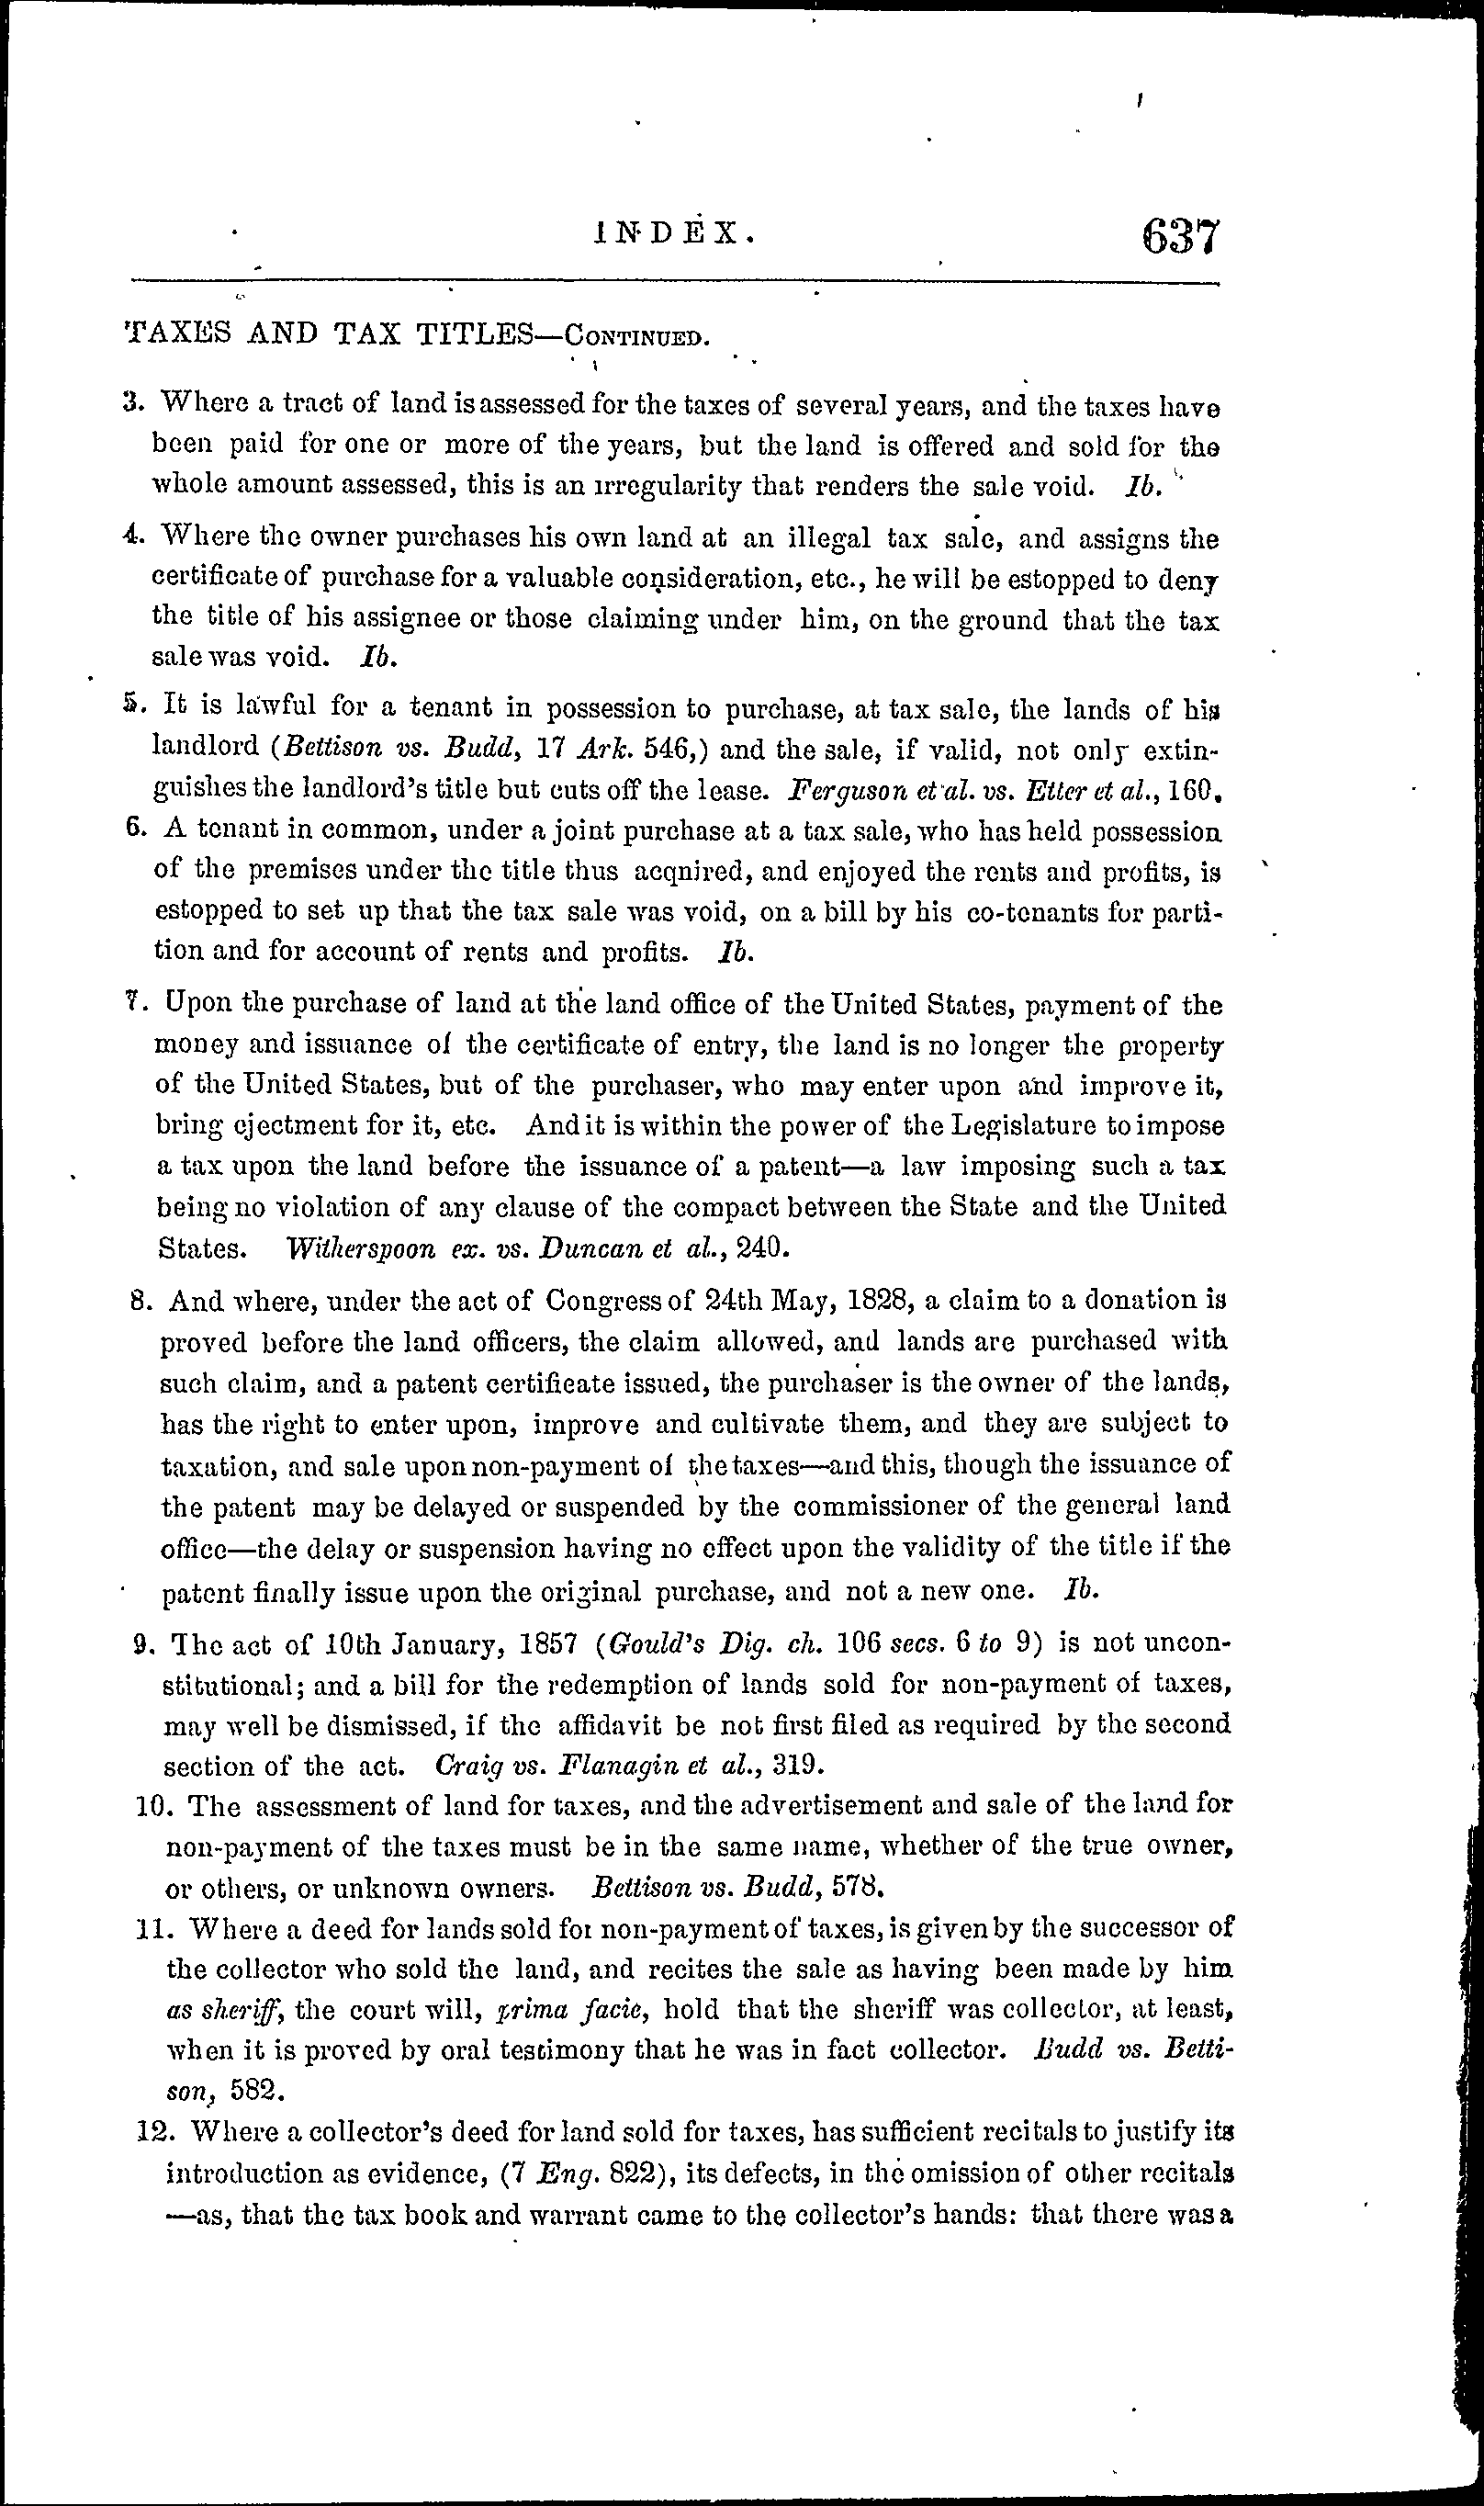 INDEX. 637
TAXES AND TAX TITLES—CONTINUED.
3. Where a tract of land is assessed for the taxes of several years, and the taxes have
been paid for one or more of the years, but the land is offered and sold for the
whole amount assessed, this is an irregularity that renders the sale void. Ib.
4. Where the owner purchases his own land at an illegal tax sale, and assigns the
certificate of purchase for a valuable consideration, etc., he will be estopped to deny
the title of his assignee or those claiming under him, on the ground that the tax
sale was void. Ib.
5. It is lawful for a tenant in possession to purchase, at tax sale, the lands of his
landlord (Bettison vs. Budd, 17 Ark. 546,) and the sale, if valid, not only extin-
guishes the landlord's title but cuts off the lease. Ferguson et al. vs. Etter et al., 160.
6. A tenant in common, under a joint purchase at a tax sale, who has held possession
of the premises under the title thus acqnired, and enjoyed the rents and profits, is
estopped to set up that the tax sale was void, on a bill by his co-tenants for parti-
tion and for account of rents and profits. Ib.
7. Upon the purchase of land at the land office of the United States, payment of the
money and issuance of the certificate of entry, the land is no longer the property
of the United States, but of the purchaser, who may enter upon and improve it,
bring ejectment for it, etc. And it is within the power of the Legislature to impose
a tax upon the land before the issuance of a patent—a law imposing such a tax
being no violation of any clause of the compact between the State and the United
States. Witherspoon ex. vs. Duncan et al., 240.
8. And where, under the act of Congress of 24th May, 1828, a claim to a donation is
proved before the land officers, the claim allowed, and lands are purchased with
such claim, and a patent certificate issued, the purchaser is the owner of the lands,
has the right to enter upon, improve and cultivate them, and they are subject to
taxation, and sale upon non-payment of the taxes—and this, though the issuance of
the patent may be delayed or suspended by the commissioner of the general land
office—the delay or suspension having no effect upon the validity of the title if the
patent finally issue upon the original purchase, and not a new one. Ib.
9. The act of 10th January, 1857 (Gould's Dig. ch. 106 secs. 6 to 9) is not uncon-
stitutional; and a bill for the redemption of lands sold for non-payment of taxes,
may well be dismissed, if the affidavit be not first filed as required by the second
section of the act. Craig vs. Flanagin et al., 319.
10. The assessment of land for taxes, and the advertisement and sale of the land for
non-payment of the taxes must be in the same name, whether of the true owner,
or others, or unknown owners. Bettison vs. Budd, 578.
11. Where a deed for lands sold for non-payment of taxes, is given by the successor of
the collector who sold the land, and recites the sale as having been made by him
as sheriff, the court will, prima facie, hold that the sheriff was collector, at least,
when it is proved by oral testimony that he was in fact collector. Budd vs. Betti-
son, 582.
12. Where a collector's deed for land sold for taxes, has sufficient recitals to justify its
introduction as evidence, (7 Eng. 822), its defects, in the omission of other recitals
—as, that the tax book and warrant came to the collector's hands: that there was a